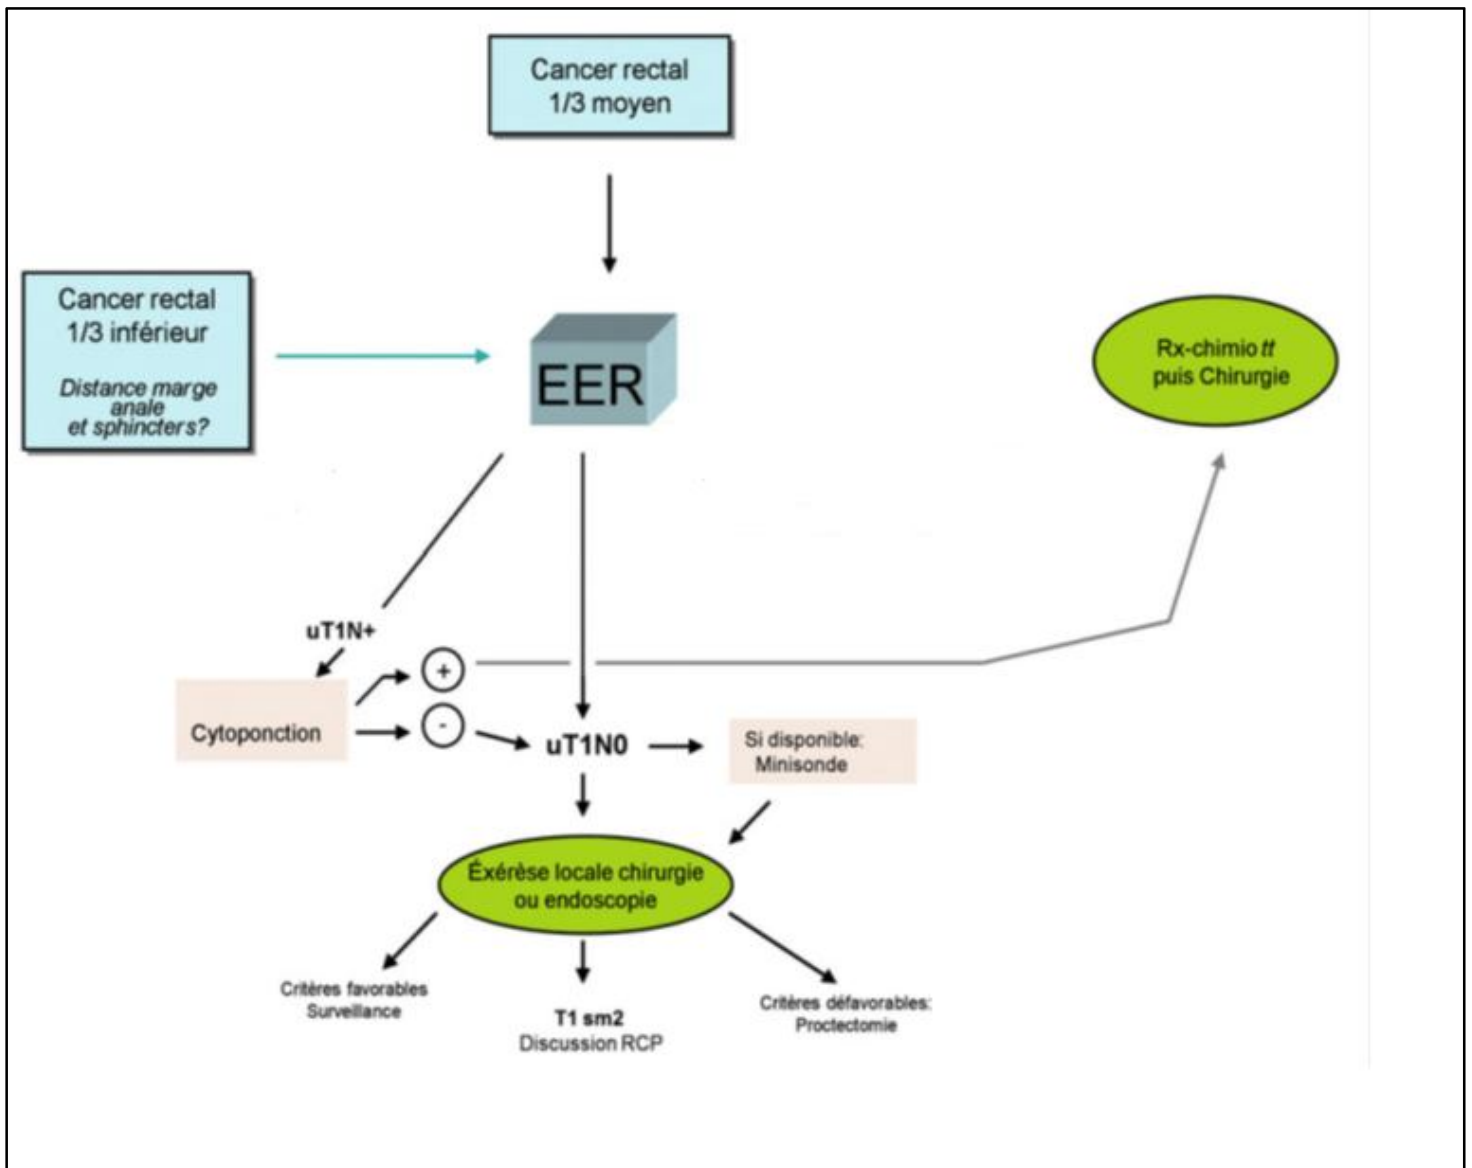 Cancer rectal
1/3 moyen
Cancer rectal
1/3 inférieur
Distance marge
anale
et sphincters?
EER
Rx-chimio tt
puis Chirurgie
uT1N+
+
Cytoponction
-
uT1N0
Si disponible:
Minisonde
Éxérèse locale chirurgie
ou endoscopie
Critères favorables
Surveillance
T1 sm2
Discussion RCP
Critères défavorables:
Proctectomie